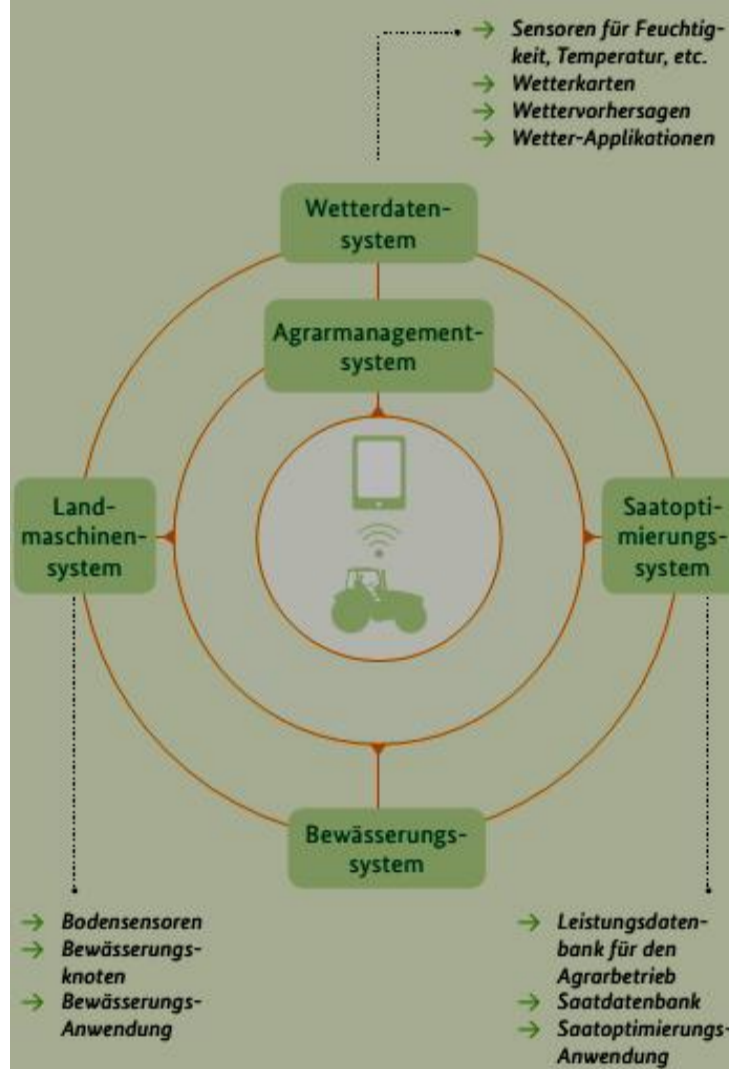 → Sensoren für Feuchtig-
keit, Temperatur, etc.
→ Wetterkarten
→ Wettervorhersagen
→ Wetter-Applikationen
Wetterdaten-
system
Agrarmanagement-
system
Land-
maschinen-
system
Saatopti-
mierungs-
system
Bewässerungs-
system
→ Bodensensoren
→ Bewässerungs-
knoten
→ Bewässerungs-
Anwendung
→ Leistungsdaten-
bank für den
Agrarbetrieb
→ Saatdatenbank
→ Saatoptimierungs-
Anwendung